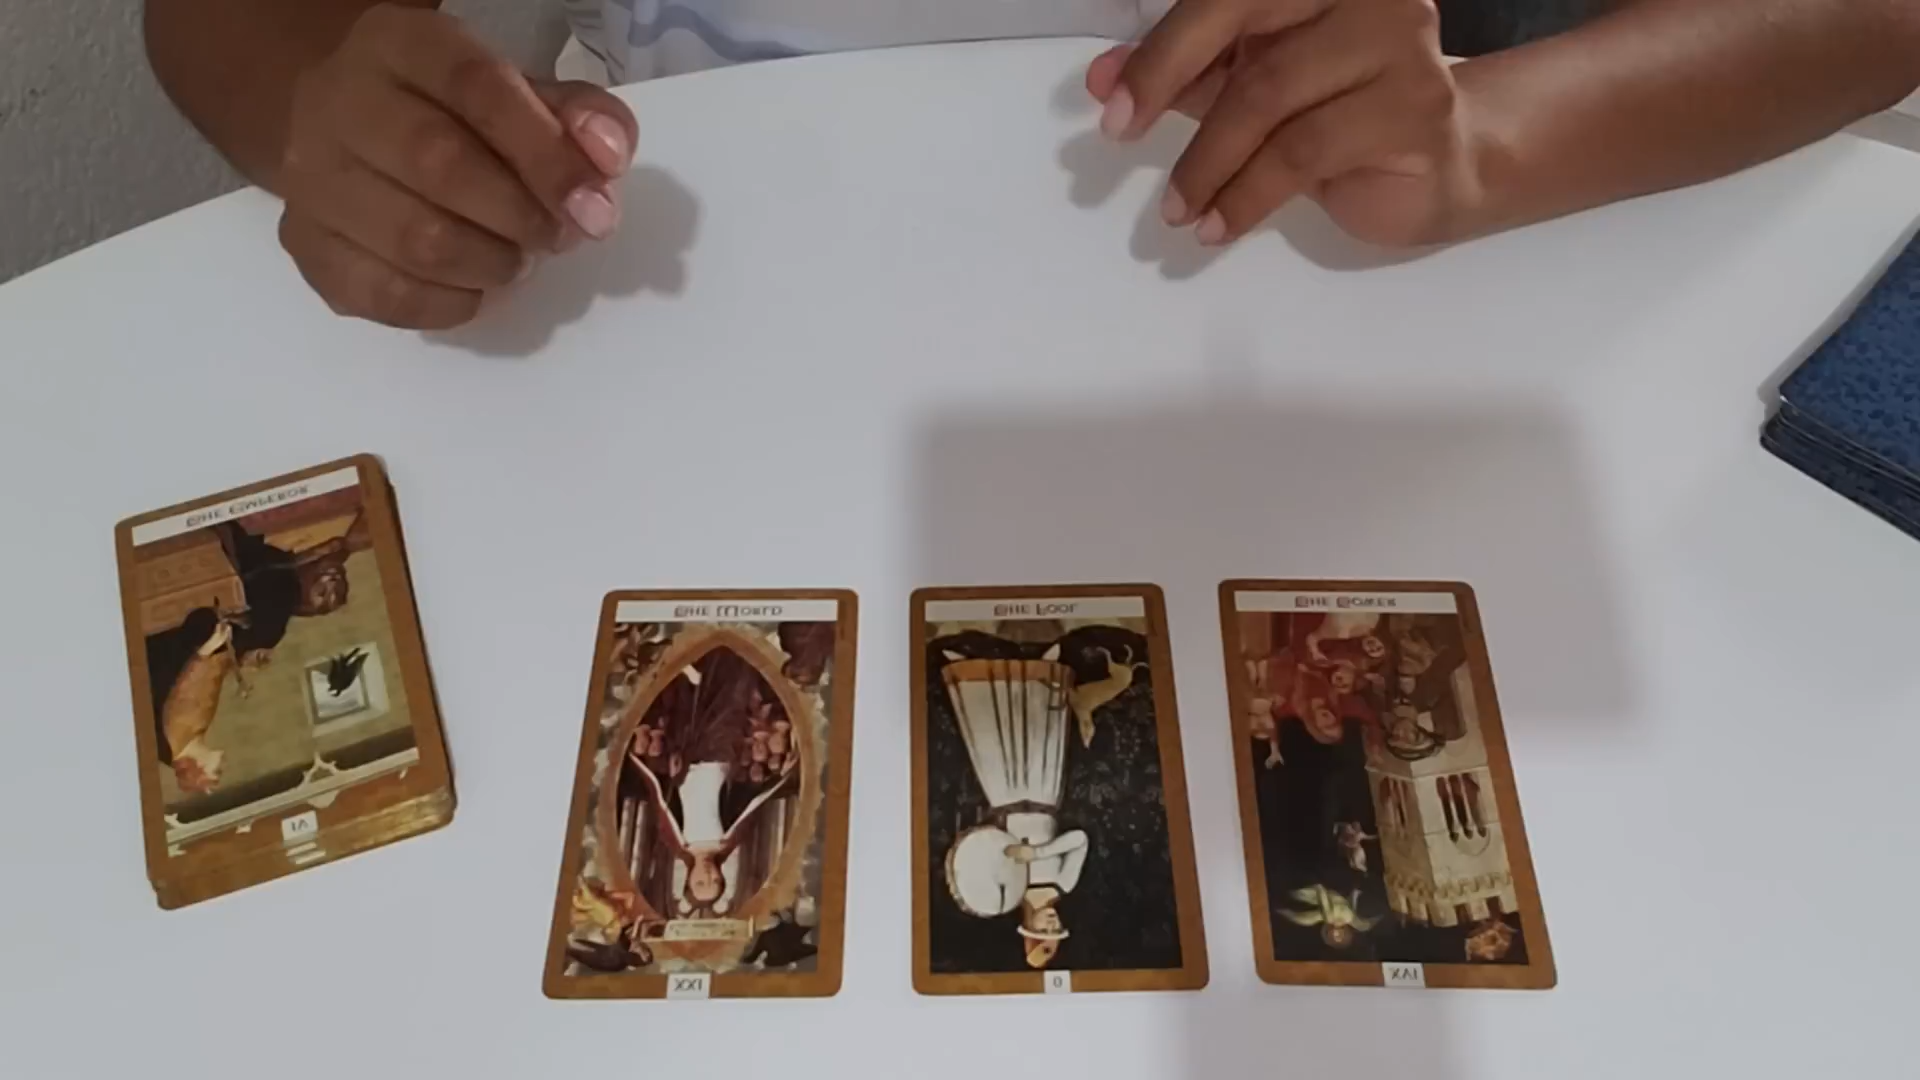 THE EMPEROR
IV
THE WORLD
XXI
THE FOOL
0
THE TOWER
XVI